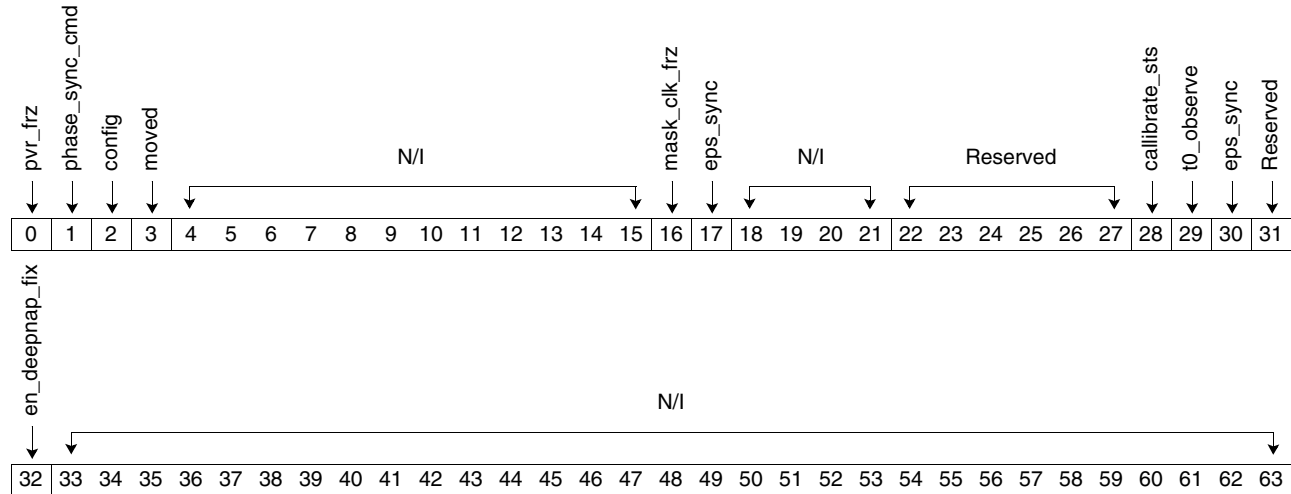 pvr_frz
phase_sync_cmd
config
moved
N/I
mask_clk_frz
eps_sync
N/I
Reserved
callibrate_sts
t0_observe
eps_sync
Reserved
0 1 2 3 4 5 6 7 8 9 10 11 12 13 14 15 16 17 18 19 20 21 22 23 24 25 26 27 28 29 30 31
en_deepnap_fix
N/I
32 33 34 35 36 37 38 39 40 41 42 43 44 45 46 47 48 49 50 51 52 53 54 55 56 57 58 59 60 61 62 63